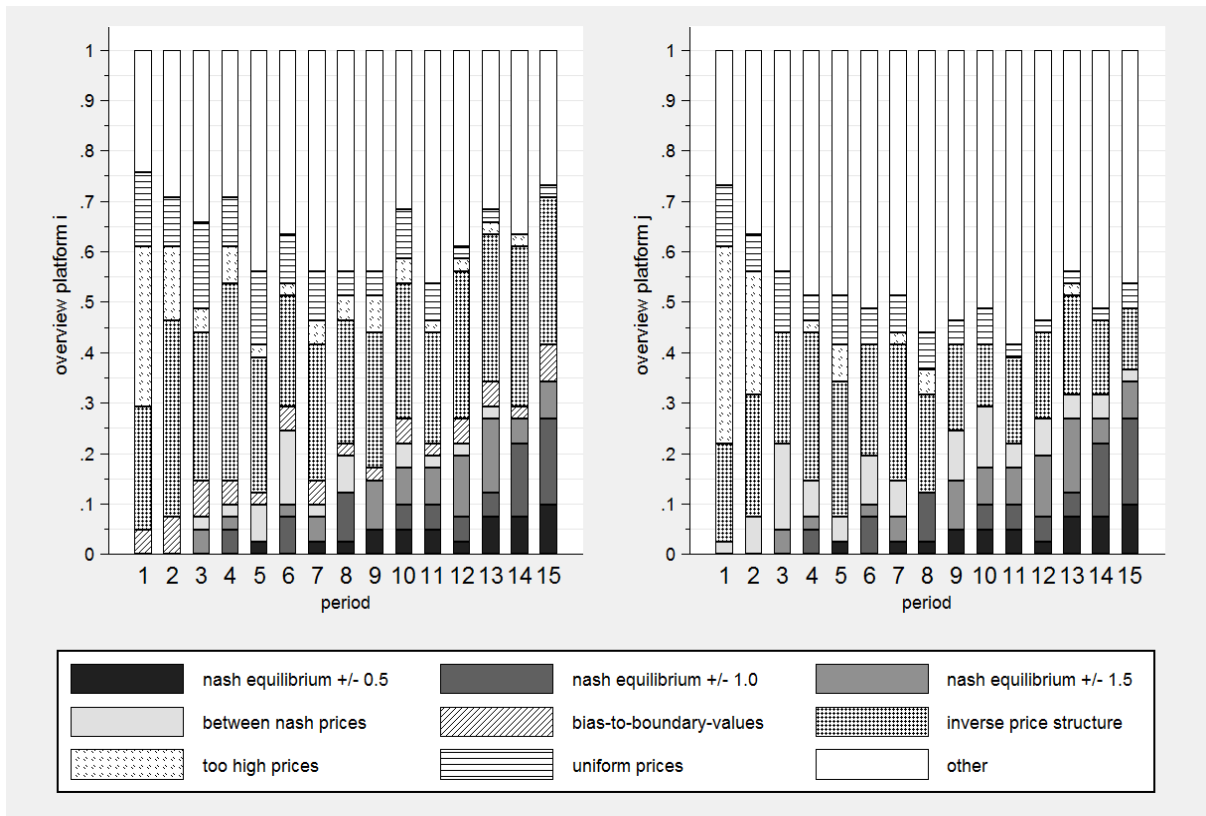 overview platform i
1
.9
.8
.7
.6
.5
.4
.3
.2
.1
0
1 2 3 4 5 6 7 8 9 10 11 12 13 14 15
period
overview platform j
1
.9
.8
.7
.6
.5
.4
.3
.2
.1
0
1 2 3 4 5 6 7 8 9 10 11 12 13 14 15
period
nash equilibrium +/- 0.5 nash equilibrium +/- 1.0 nash equilibrium +/- 1.5
between nash prices bias-to-boundary-values inverse price structure
too high prices uniform prices other